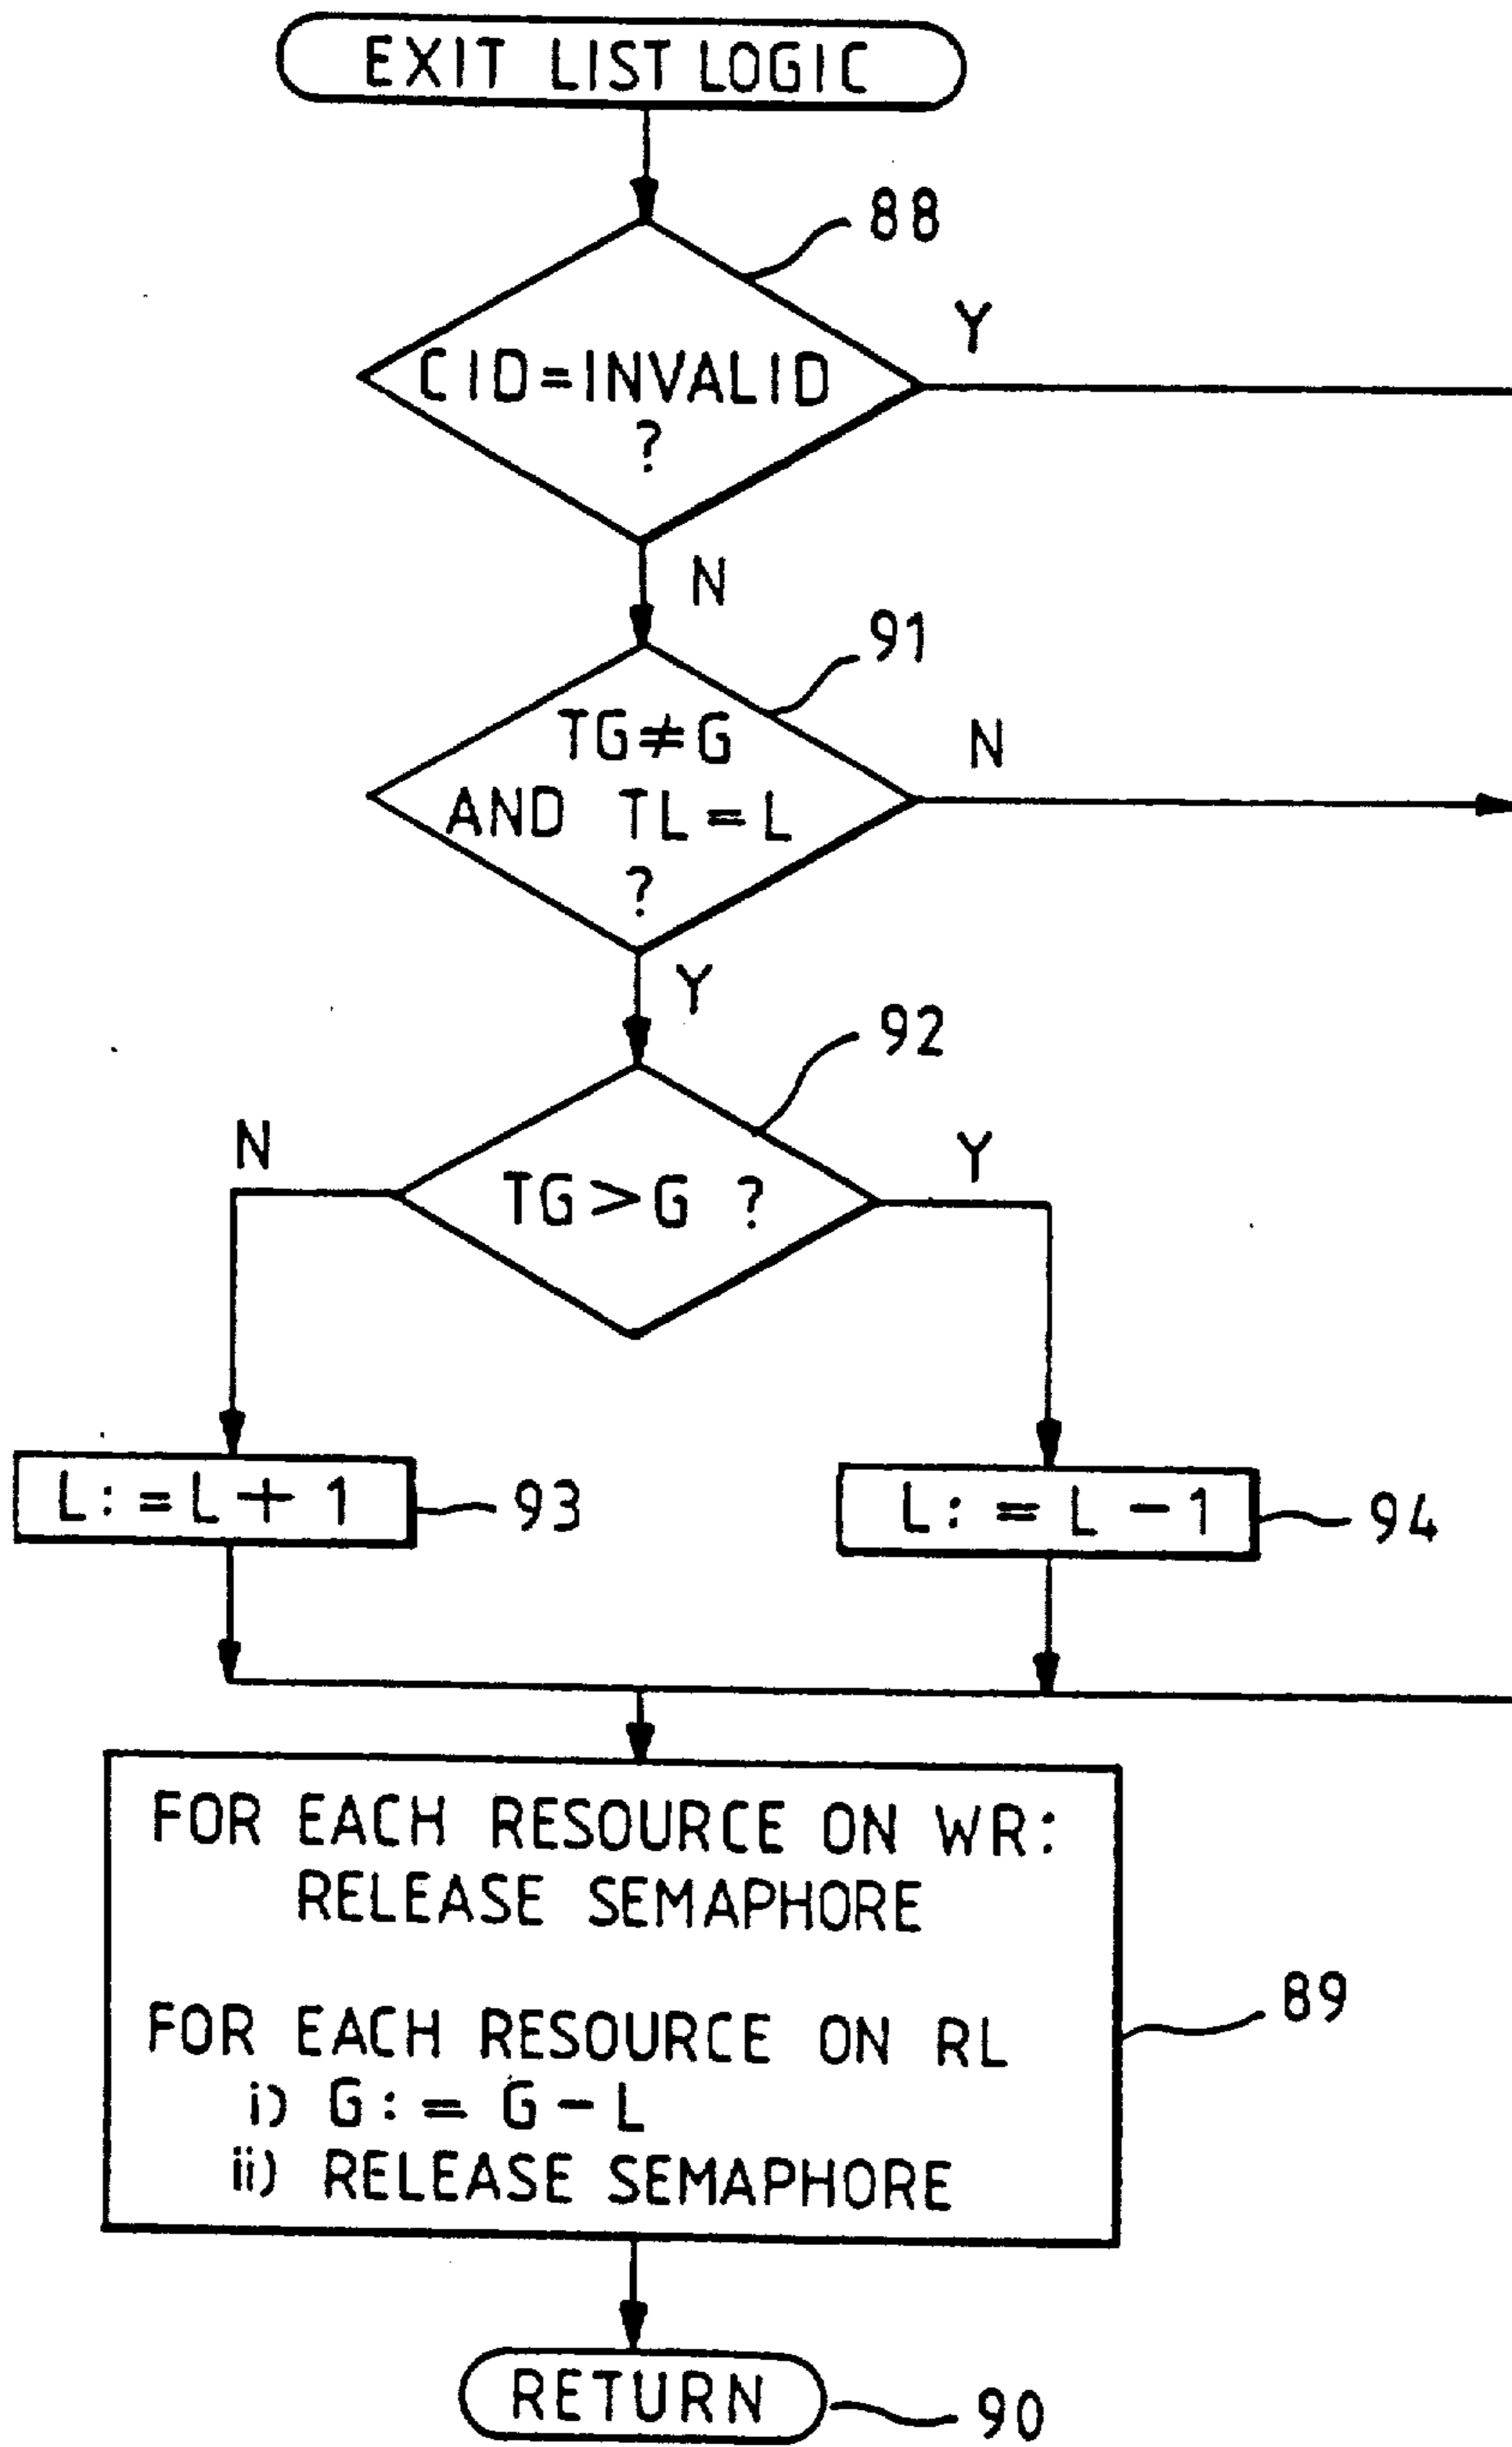 EXIT LIST LOGIC
88
CID=INVALID
?
Y
N
91
TG≠G
AND TL=L
?
N
Y
92
TG>G ?
N
Y
L:=L+1
93
L:=L-1
94
FOR EACH RESOURCE ON WR:
RELEASE SEMAPHORE
FOR EACH RESOURCE ON RL
i) G:= G-L
ii) RELEASE SEMAPHORE
89
RETURN
90